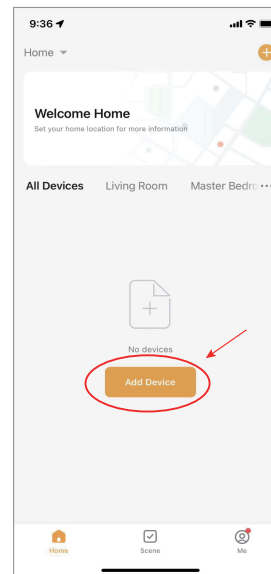 9:36
Home
Welcome Home
Set your home location for more information
All Devices Living Room Master Bedro ...
No devices
Add Device
Home Scene Me